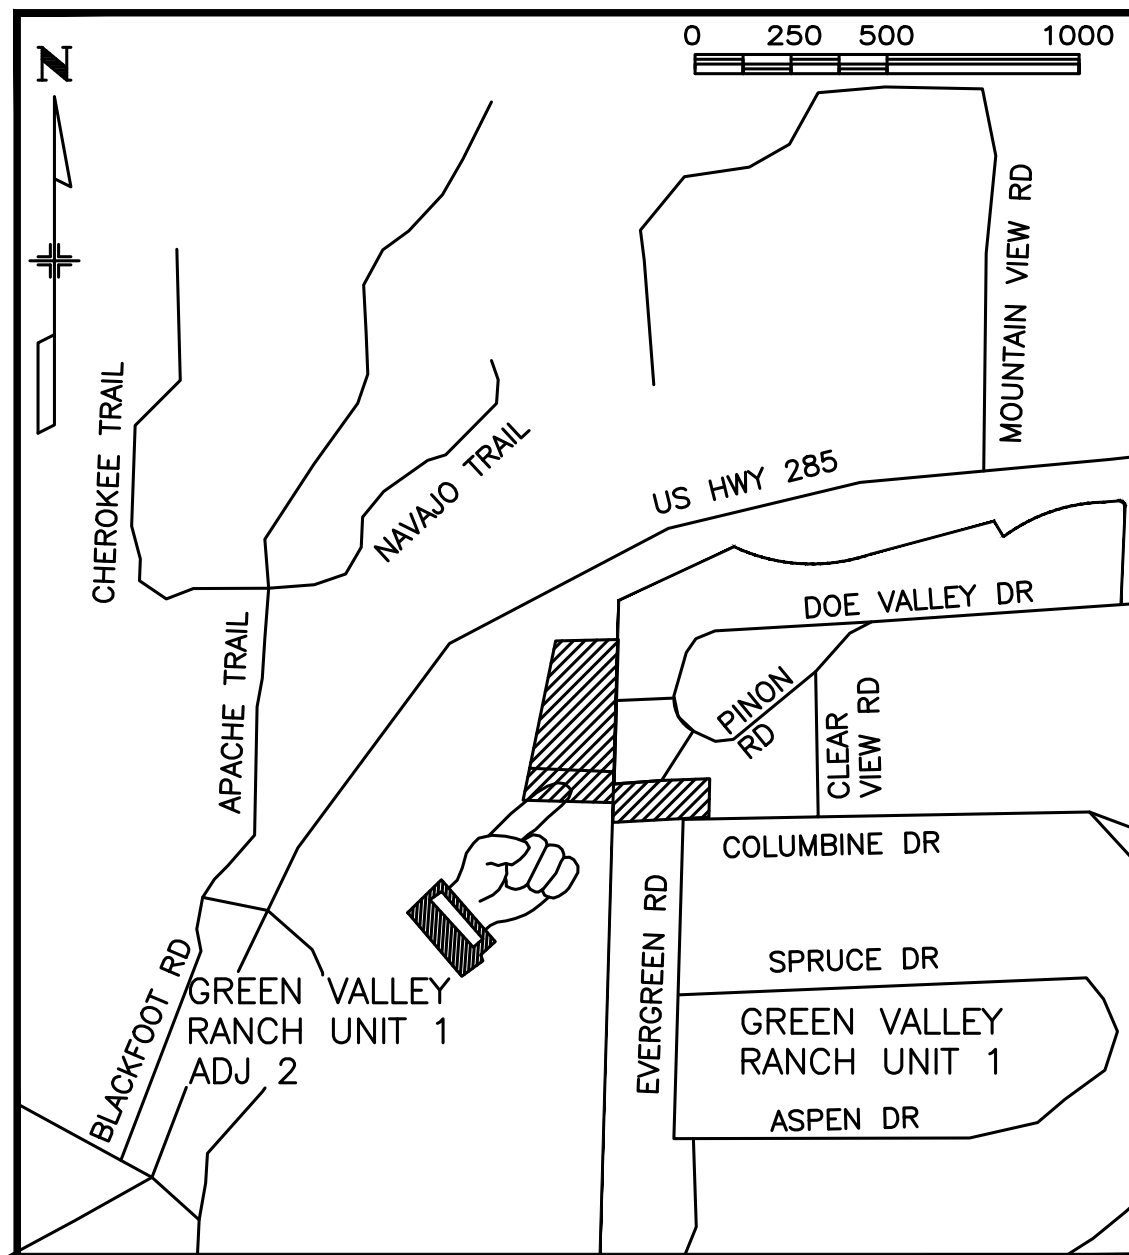 N
0 250 500 1000
MOUNTAIN VIEW RD
CHEROKEE TRAIL
NAVAJO TRAIL
US HWY 285
DOE VALLEY DR
APACHE TRAIL
PINON
RD
CLEAR
VIEW RD
COLUMBINE DR
EVERGREEN RD
BLACKFOOT RD
SPRUCE DR
GREEN VALLEY
RANCH UNIT 1
ADJ 2
GREEN VALLEY
RANCH UNIT 1
ASPEN DR